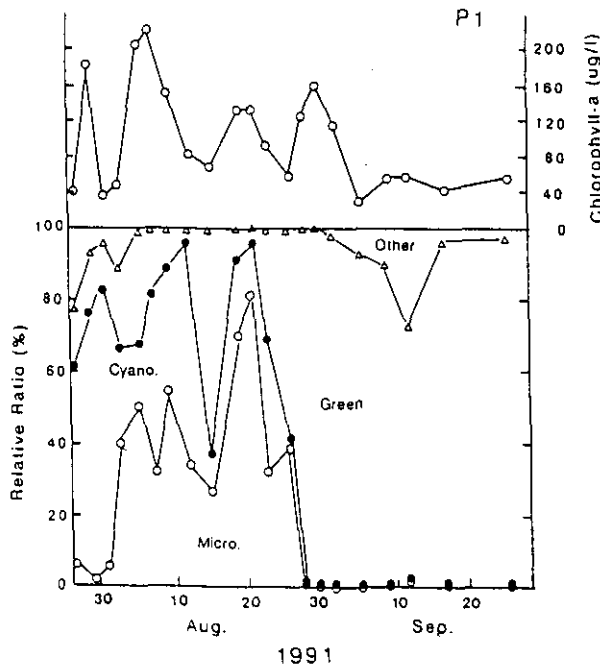 P1
200
160
120
80
40
0
Chlorophyll-a (ug/l)
100
80
60
40
20
0
Relative Ratio (%)
Other
Cyano.
Green
Micro.
30
10
20
30
10
20
Aug.
Sep.
1991